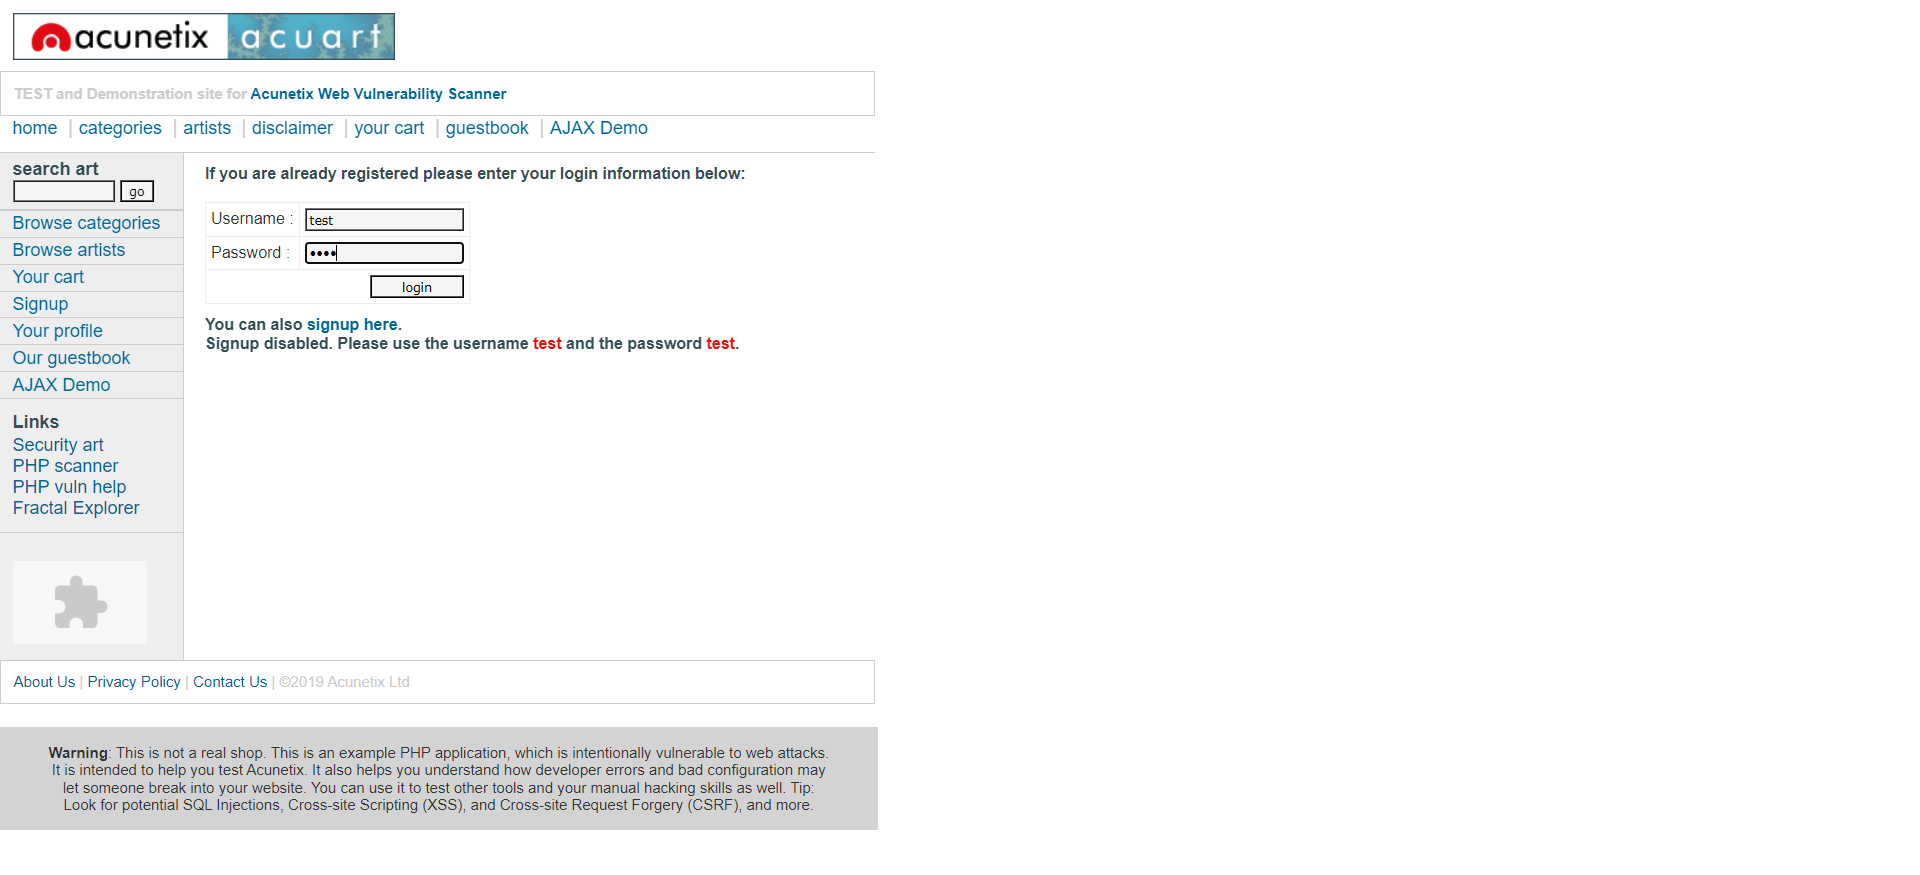 acunetix acuart
TEST and Demonstration site for Acunetix Web Vulnerability Scanner
home | categories | artists | disclaimer | your cart | guestbook | AJAX Demo
search art
go
Browse categories
Browse artists
Your cart
Signup
Your profile
Our guestbook
AJAX Demo
Links
Security art
PHP scanner
PHP vuln help
Fractal Explorer
If you are already registered please enter your login information below:
Username : test
Password : ••••
login
You can also signup here.
Signup disabled. Please use the username test and the password test.
About Us | Privacy Policy | Contact Us | ©2019 Acunetix Ltd
Warning: This is not a real shop. This is an example PHP application, which is intentionally vulnerable to web attacks.
It is intended to help you test Acunetix. It also helps you understand how developer errors and bad configuration may
let someone break into your website. You can use it to test other tools and your manual hacking skills as well. Tip:
Look for potential SQL Injections, Cross-site Scripting (XSS), and Cross-site Request Forgery (CSRF), and more.